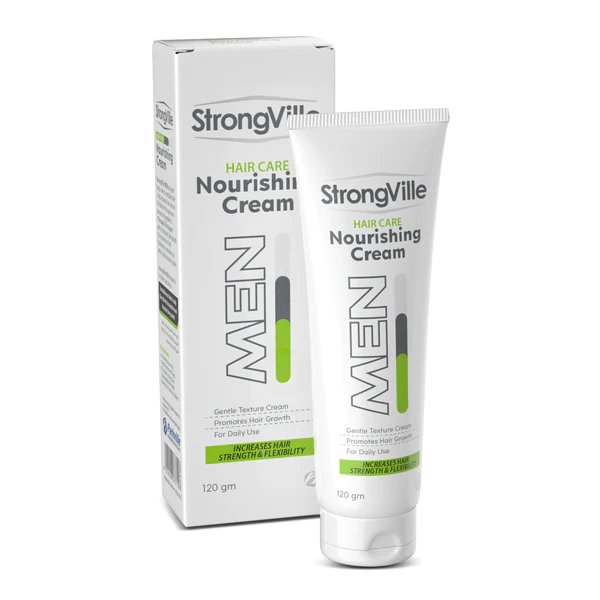 StrongVille
HAIR CARE
Nourishing
Cream
StrongVille
HAIR CARE
Nourishing
Cream
MEN
Gentle Texture Cream
Promotes Hair Growth
For Daily Use
INCREASES HAIR
STRENGTH & FLEXIBILITY
120 gm
StrongVille
HAIR CARE
Nourishing
Cream
MEN
Gentle Texture Cream
Promotes Hair Growth
For Daily Use
INCREASES HAIR
STRENGTH & FLEXIBILITY
120 gm